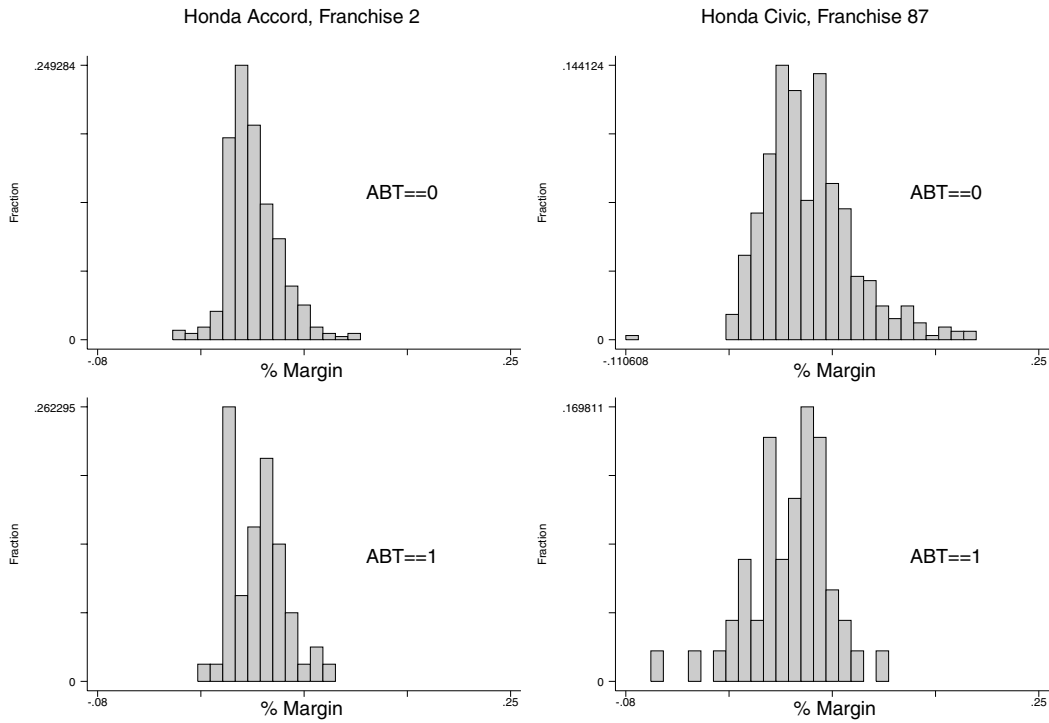 Honda Accord, Franchise 2
.249284
Fraction
ABT==0
0
-.08
% Margin
.25
Honda Civic, Franchise 87
.144124
Fraction
ABT==0
0
-.110608
% Margin
.25
.262295
Fraction
ABT==1
0
-.08
% Margin
.25
.169811
Fraction
ABT==1
0
-.08
% Margin
.25